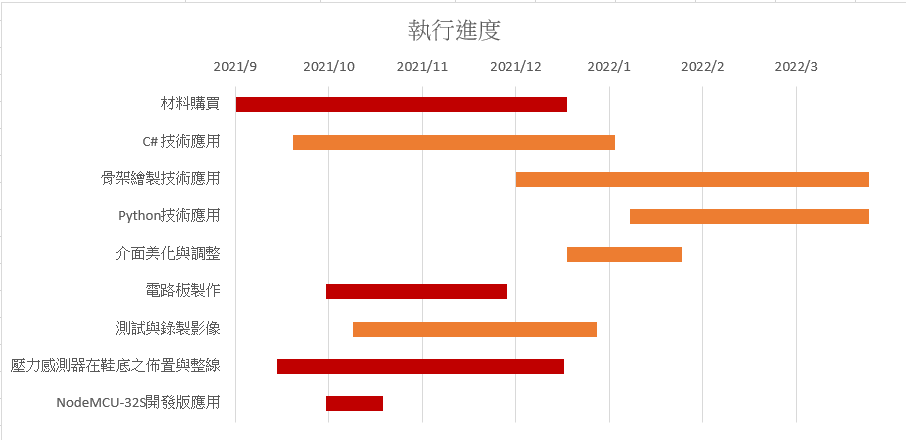 執行進度
2021/9 2021/10 2021/11 2021/12 2022/1 2022/2 2022/3
材料購買
C# 技術應用
骨架繪製技術應用
Python技術應用
介面美化與調整
電路板製作
測試與錄製影像
壓力感測器在鞋底之佈置與整線
NodeMCU-32S開發版應用